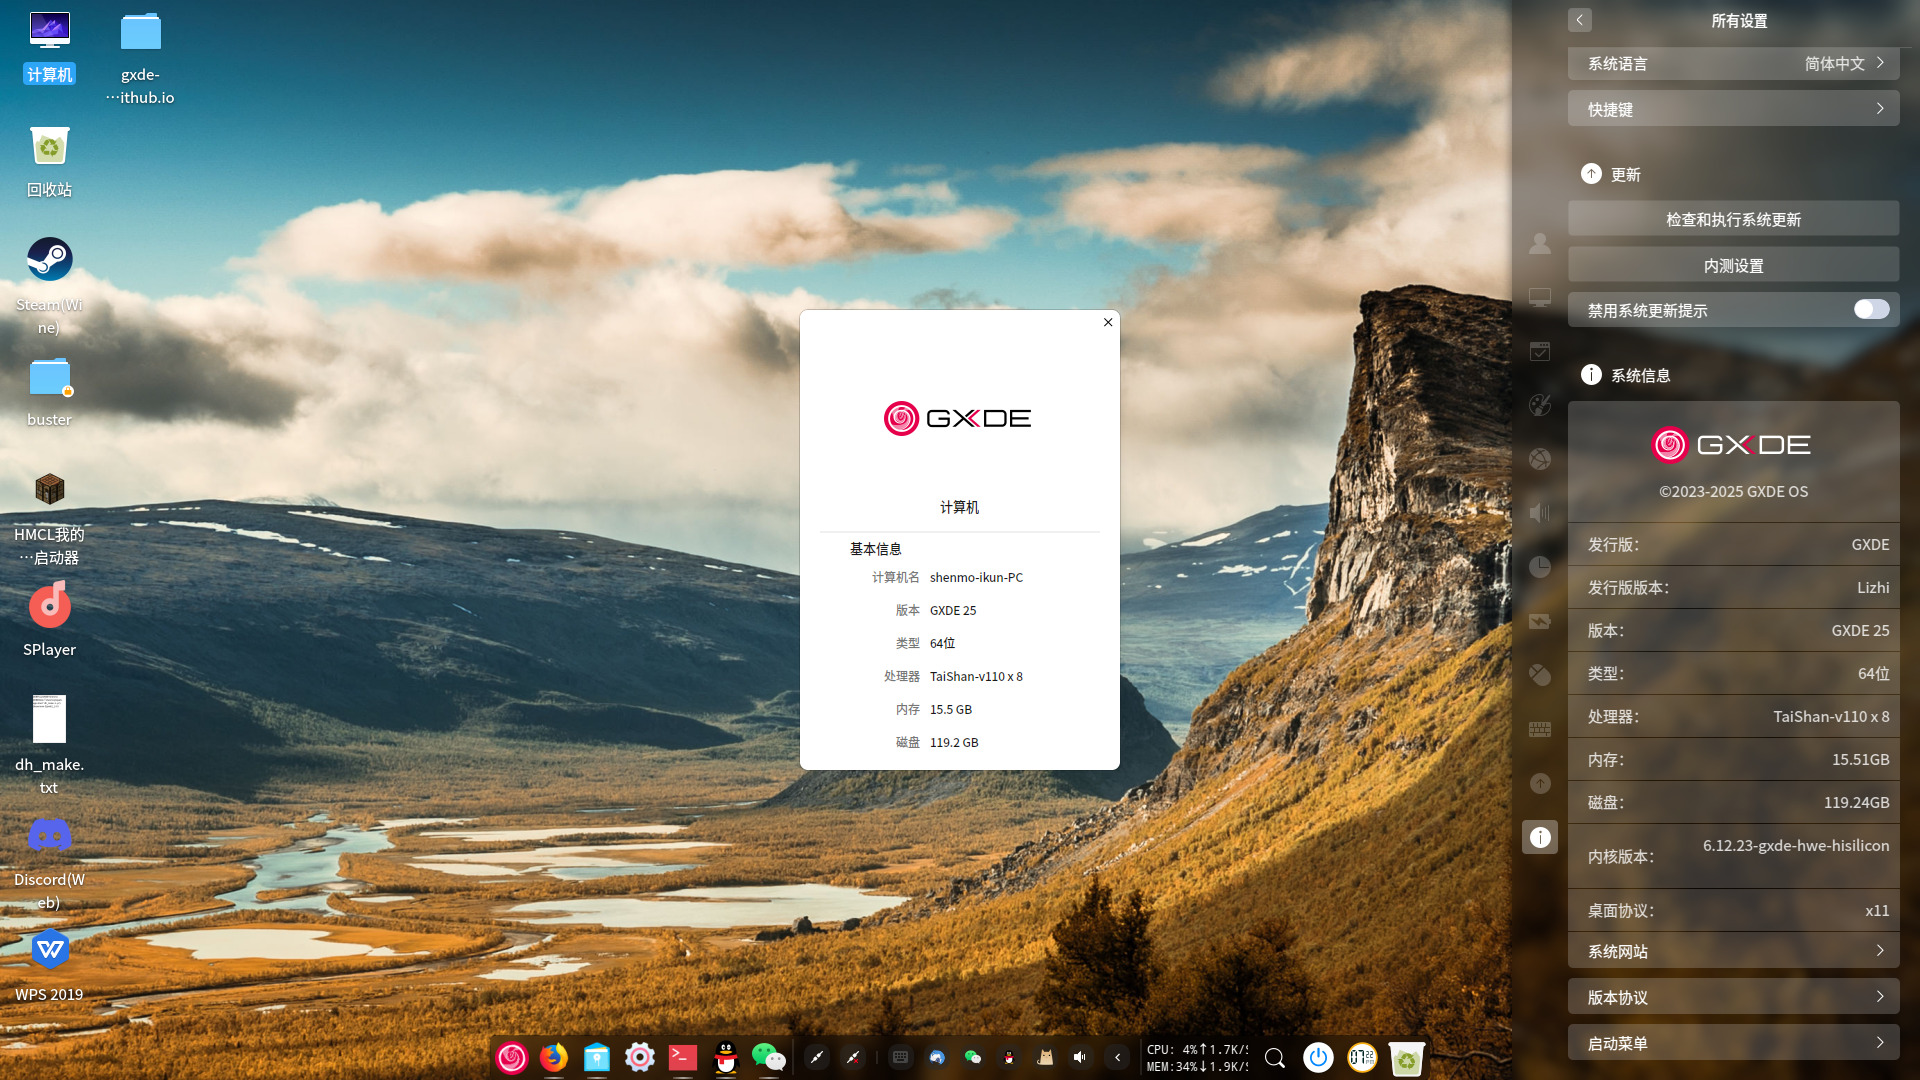 计算机
gxde-
…ithub.io
回收站
Steam(Wi
ne)
buster
HMCL我的
…启动器
SPlayer
dh_make.
txt
Discord(W
eb)
WPS 2019
GXDE
计算机
基本信息
计算机名 shenmo-ikun-PC
版本 GXDE 25
类型 64位
处理器 TaiShan-v110 x 8
内存 15.5 GB
磁盘 119.2 GB
所有设置
系统语言 简体中文
快捷键
更新
检查和执行系统更新
内测设置
禁用系统更新提示
系统信息
GXDE
©2023-2025 GXDE OS
发行版: GXDE
发行版版本: Lizhi
版本: GXDE 25
类型: 64位
处理器: TaiShan-v110 x 8
内存: 15.51GB
磁盘: 119.24GB
内核版本: 6.12.23-gxde-hwe-hisilicon
桌面协议: x11
系统网站
版本协议
启动菜单
CPU: 4%↑1.7K/
MEM:34%↓1.9K/
07 22